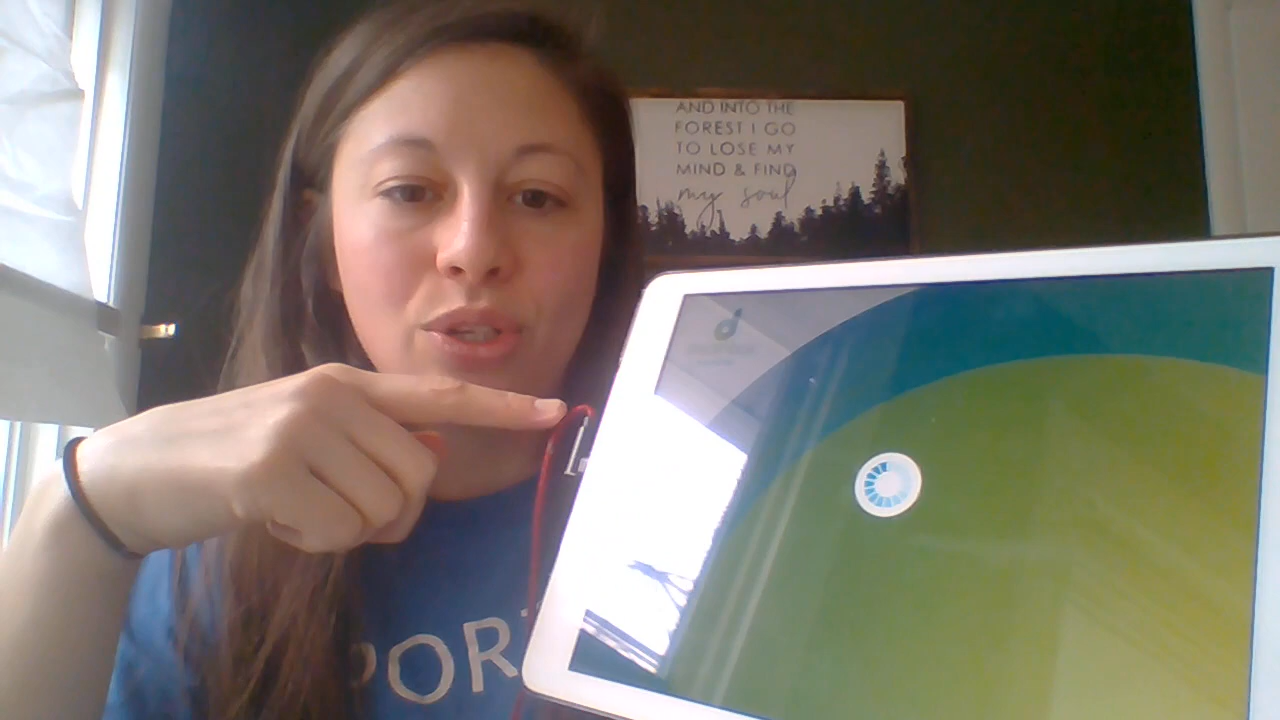 AND INTO THE
FOREST I GO
TO LOSE MY
MIND & FIND
my soul
POR